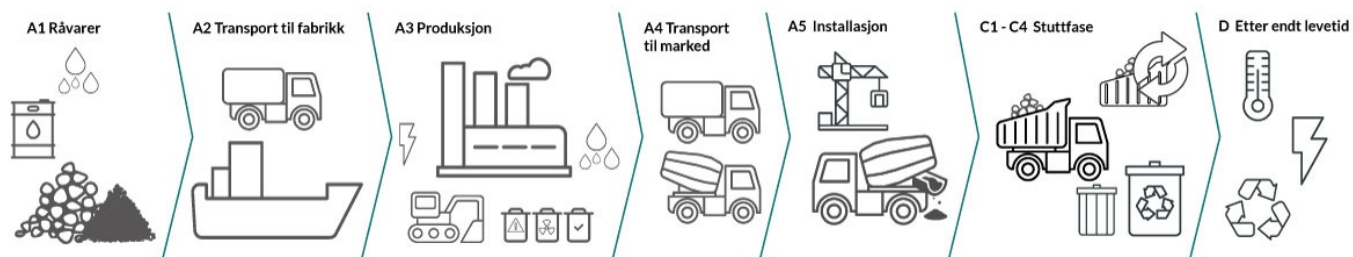 A1 Råvarer
A2 Transport til fabrikk
A3 Produksjon
A4 Transport
til marked
A5 Installasjon
C1 - C4 Stuttfase
D Etter endt levetid